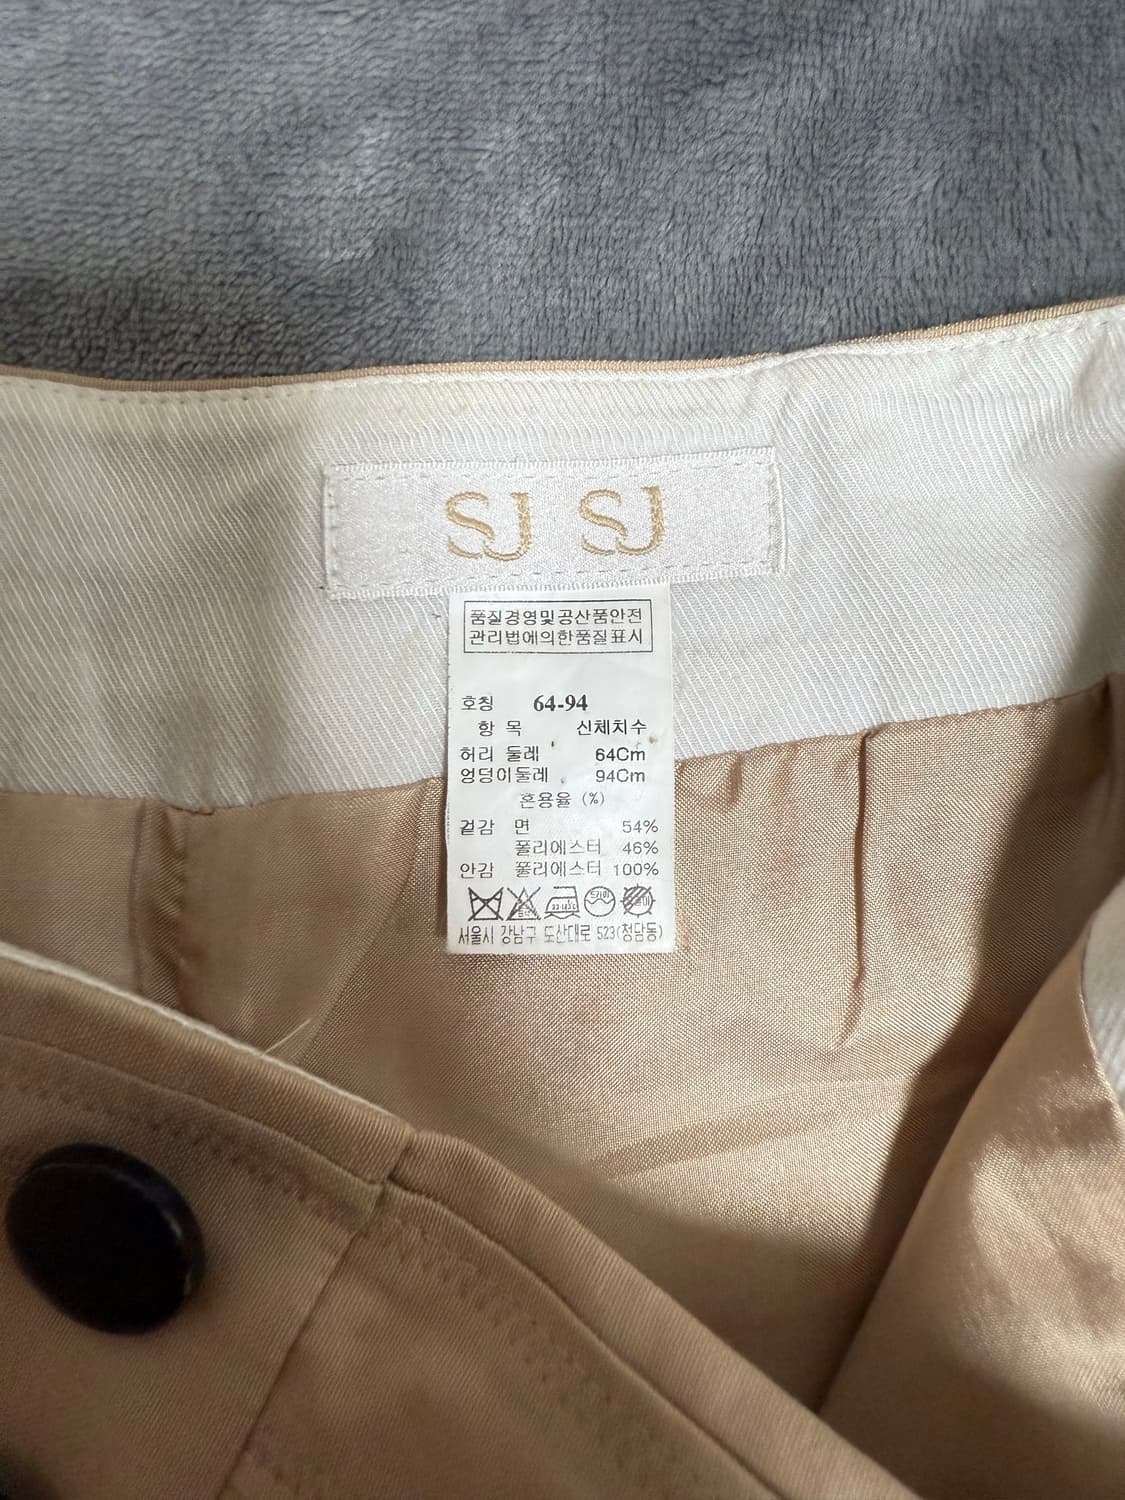 SJ SJ
품질경영및공산품안전
관리법에의한품질표시
호칭 64-94
항 목 신체치수
허리 둘레 64Cm
엉덩이둘레 94Cm
혼용율 (%)
겉감 면 54%
폴리에스터 46%
안감 폴리에스터 100%
서울시 강남구 도산대로 523(청담동)